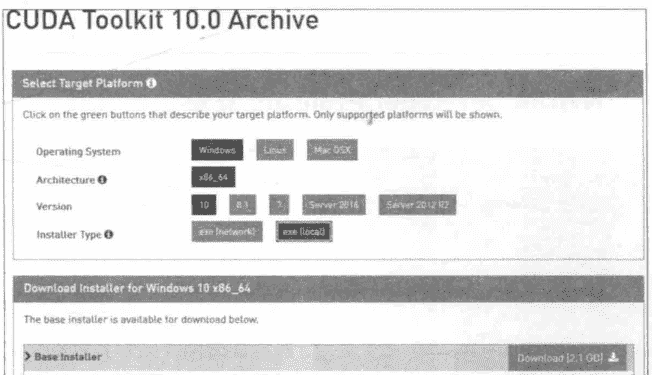 CUDA Toolkit 10.0 Archive
Select Target Platform
Click on the green buttons that describe your target platform. Only supported platforms will be shown.
Operating System Windows Linux Mac OSX
Architecture x86_64
Version 10 8.1 7 Server 2016 Server 2012 R2
Installer Type exe (network) exe (local)
Download Installer for Windows 10 x86_64
The base installer is available for download below.
Base Installer Download (2.1 GB)